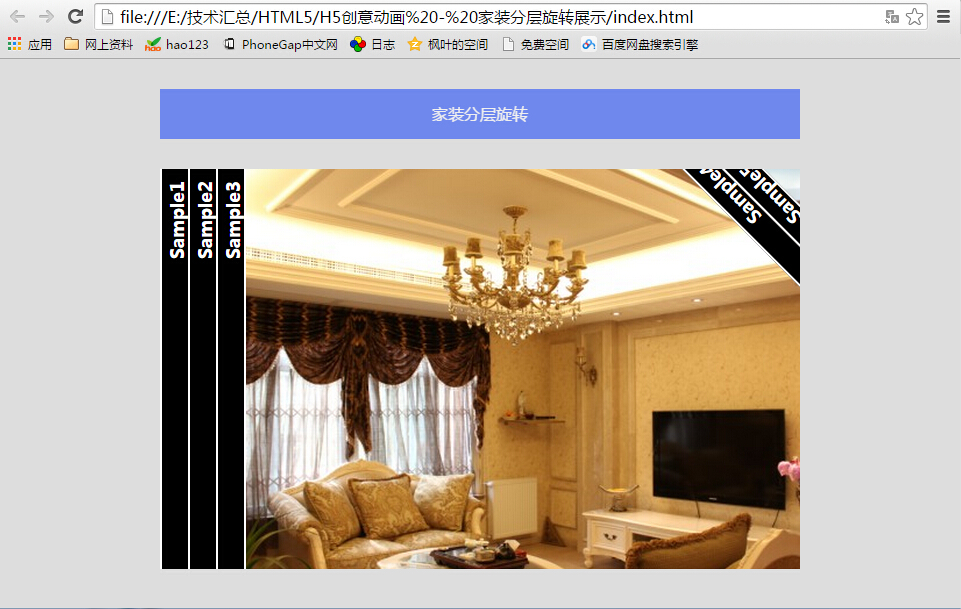 file:///E:/技术汇总/HTML5/H5创意动画%20-%20家装分层旋转展示/index.html
应用 网上资料 hao123 PhoneGap中文网 日志 枫叶的空间 免费空间 百度网盘搜索引擎
家装分层旋转
Sample1
Sample2
Sample3
Sample4
Sample5